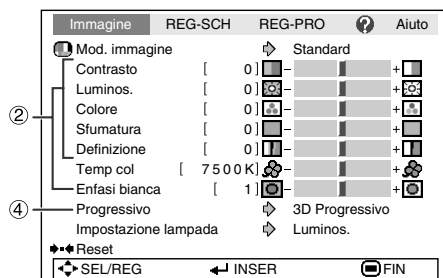 Immagine REG-SCH REG-PRO ? Aiuto
Mod. immagine Standard
Contrasto [ 0] - +
Luminos. [ 0] - +
② Colore [ 0] - +
Sfumatura [ 0] - +
Definizione [ 0] - +
Temp col [ 7500K] - +
Enfasi bianca [ 1] - +
④ Progressivo 3D Progressivo
Impostazione lampada Luminos.
Reset
SEL/REG INSER FIN